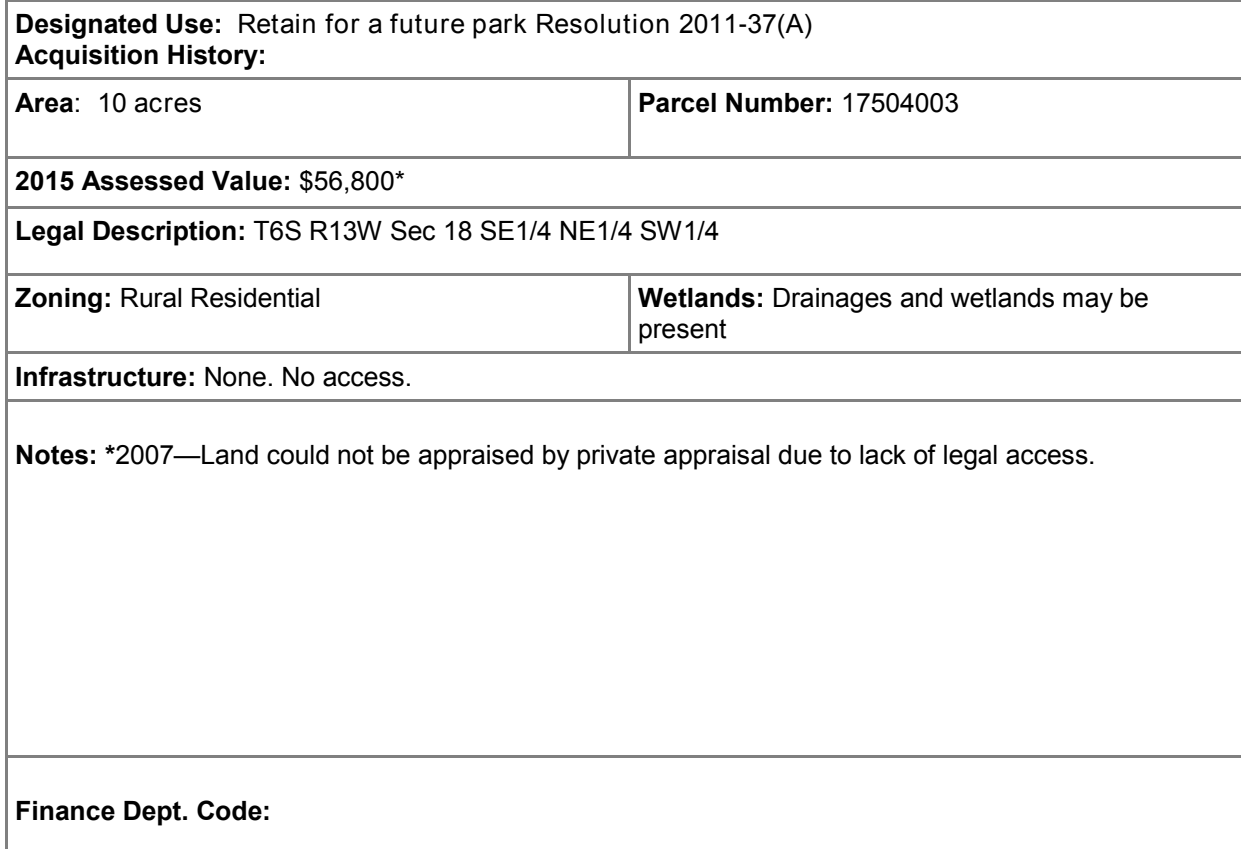 Designated Use: Retain for a future park Resolution 2011-37(A)
Acquisition History:
Area: 10 acres
Parcel Number: 17504003
2015 Assessed Value: $56,800*
Legal Description: T6S R13W Sec 18 SE1/4 NE1/4 SW1/4
Zoning: Rural Residential
Wetlands: Drainages and wetlands may be
present
Infrastructure: None. No access.
Notes: *2007—Land could not be appraised by private appraisal due to lack of legal access.
Finance Dept. Code: